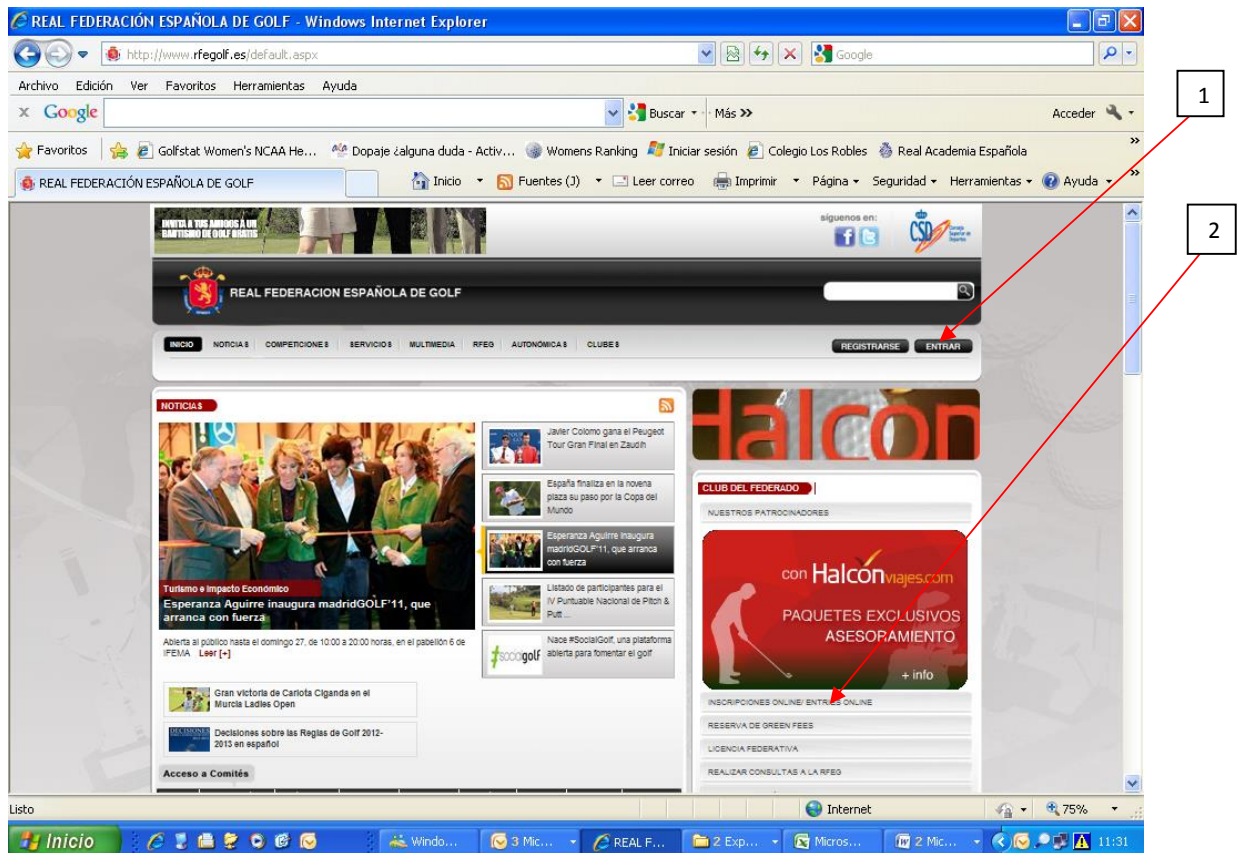 REAL FEDERACIÓN ESPAÑOLA DE GOLF - Windows Internet Explorer
http://www.rfegolf.es/default.aspx
Google
Archivo Edición Ver Favoritos Herramientas Ayuda
1
x Google
Buscar
Más
Acceder
Favoritos
Golfstat Women's NCAA He...
Dopaje ¿alguna duda - Activ...
Womens Ranking
Iniciar sesión
Colegio Los Robles
Real Academia Española
REAL FEDERACIÓN ESPAÑOLA DE GOLF
Inicio
Fuentes (J)
Leer correo
Imprimir
Página
Seguridad
Herramientas
Ayuda
2
INVITA A TUS AMIGOS A UN
BAUTISMO DE GOLF GRATIS
síguenos en:
CSD
REAL FEDERACION ESPAÑOLA DE GOLF
INICIO NOTICIAS COMPETICIONES SERVICIOS MULTIMEDIA RFEG AUTONÓMICAS CLUBES
REGISTRARSE ENTRAR
NOTICIAS
Turismo e Impacto Económico
Esperanza Aguirre inaugura madridGOLF'11, que
arranca con fuerza
Abierta al público hasta el domingo 27, de 10:00 a 20:00 horas, en el pabellón 6 de
IFEMA Leer [+]
Javier Colomo gana el Peugeot
Tour Gran Final en Zaudín
España finaliza en la novena
plaza su paso por la Copa del
Mundo
Esperanza Aguirre inaugura
madridGOLF'11, que arranca
con fuerza
Listado de participantes para el
IV Puntuable Nacional de Pitch &
Putt ...
#socialgolf
Nace #SocialGolf, una plataforma
abierta para fomentar el golf
Gran victoria de Carlota Ciganda en el
Murcia Ladies Open
DECISIONES
Decisiones sobre las Reglas de Golf 2012-
2013 en español
Acceso a Comités
Halcon
CLUB DEL FEDERADO
NUESTROS PATROCINADORES
con Halcónviajes.com
PAQUETES EXCLUSIVOS
ASESORAMIENTO
+ info
INSCRIPCIONES ONLINE/ ENTRIES ONLINE
RESERVA DE GREEN FEES
LICENCIA FEDERATIVA
REALIZAR CONSULTAS A LA RFEG
Listo
Internet
75%
Inicio
Windo...
3 Mic...
REAL F...
2 Exp...
Micros...
2 Mic...
11:31